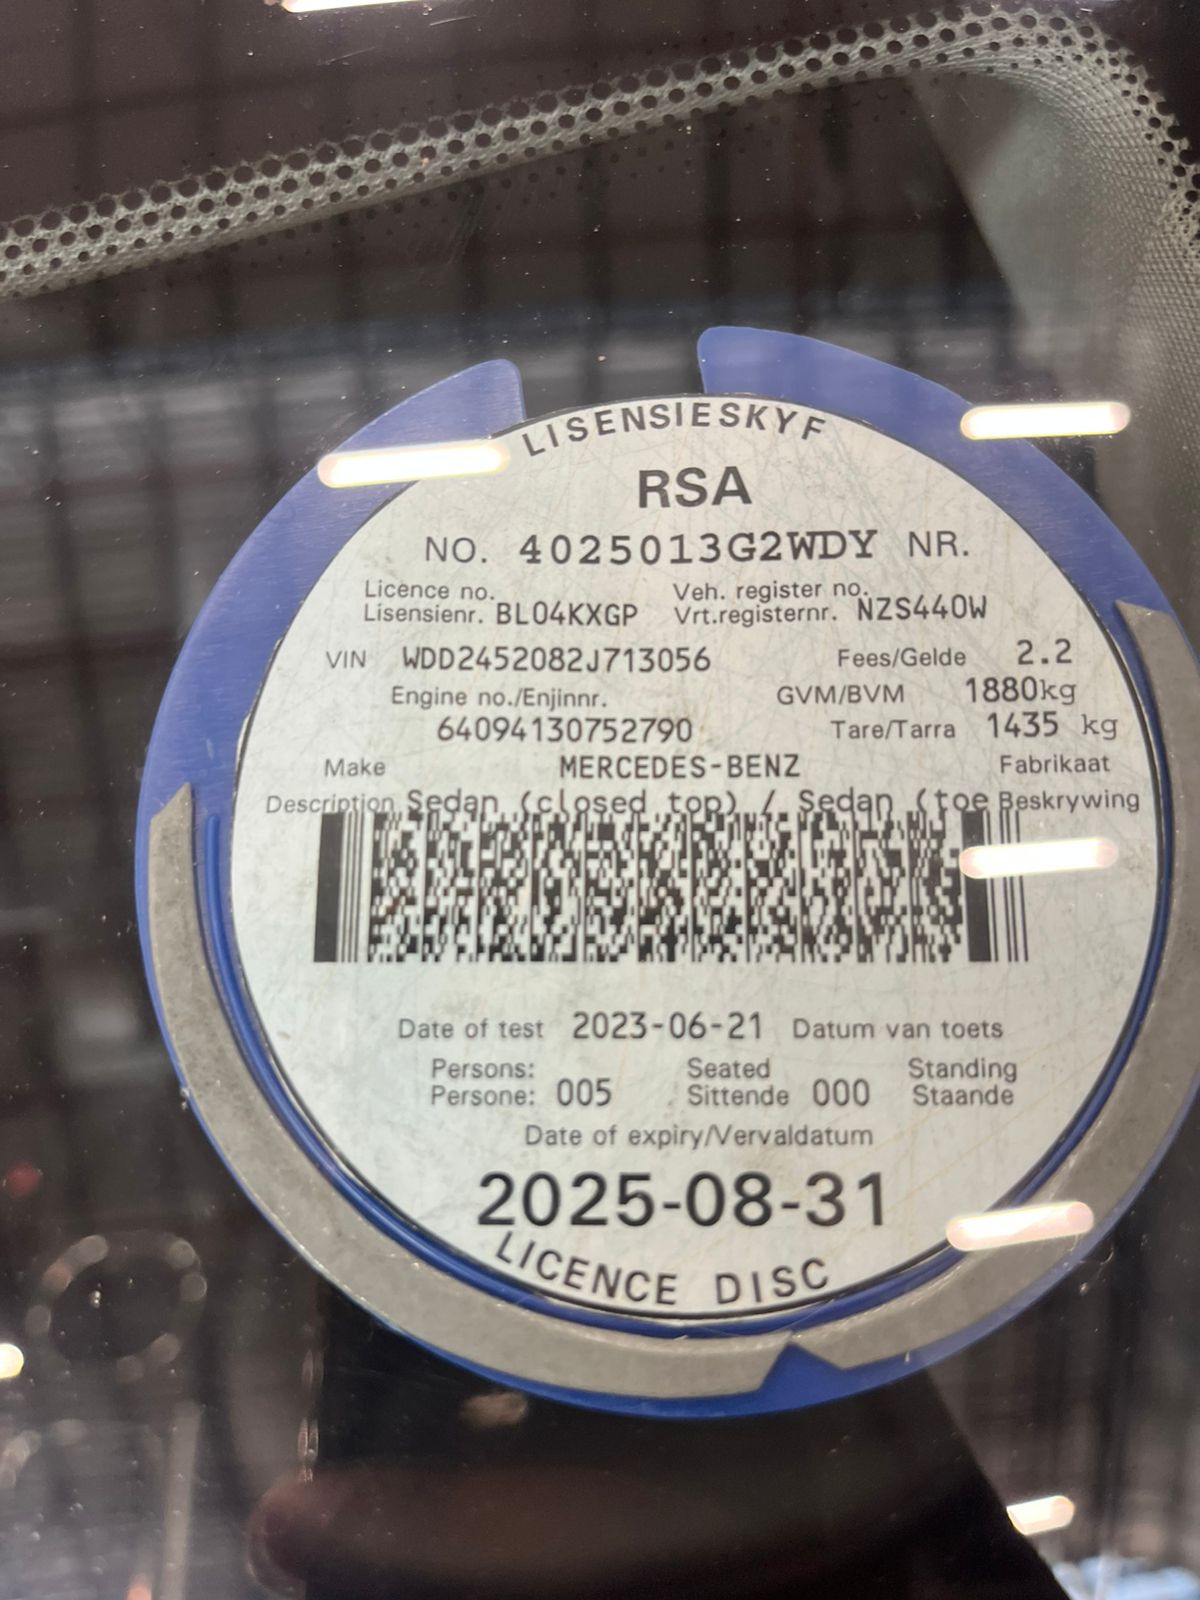 LISENSIESKYF
RSA
NO. 4025013G2WDY NR.
Licence no. Veh. register no.
Lisensienr. BL04KXGP Vrt.registernr. NZS440W
VIN WDD2452082J713056 Fees/Gelde 2.2
Engine no./Enjinnr. GVM/BVM 1880kg
64094130752790 Tare/Tarra 1435 kg
Make MERCEDES-BENZ Fabrikaat
Description Sedan (closed top) / Sedan (toe Beskrywing
Date of test 2023-06-21 Datum van toets
Persons: Seated Standing
Persone: 005 Sittende 000 Staande
Date of expiry/Vervaldatum
2025-08-31
LICENCE DISC